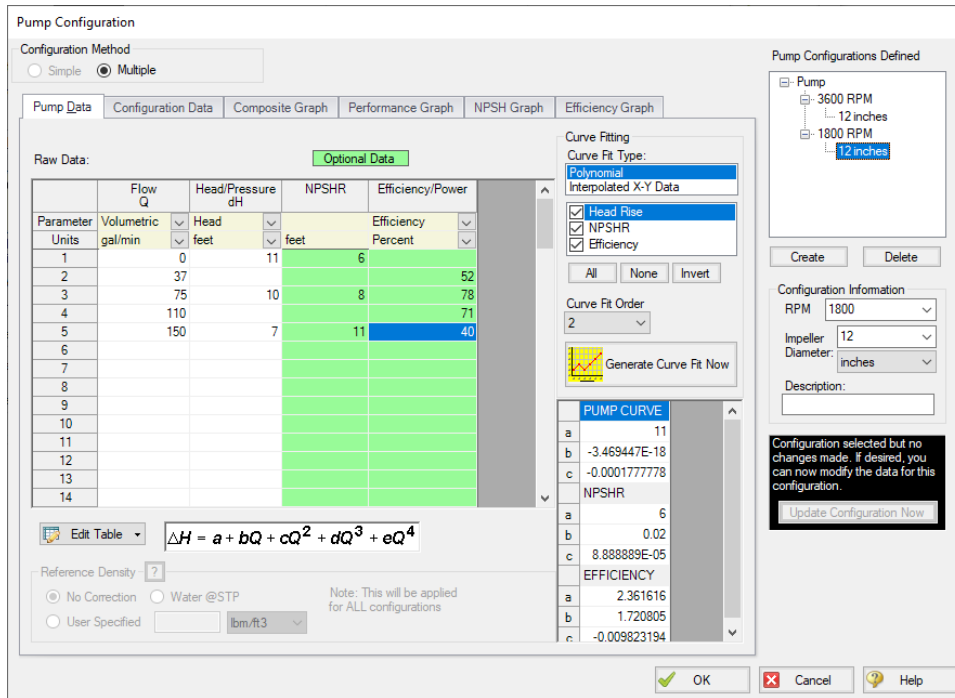 Pump Configuration
Configuration Method
Simple Multiple
Pump Data Configuration Data Composite Graph Performance Graph NPSH Graph Efficiency Graph
Raw Data: Optional Data
Flow Head/Pressure NPSHR Efficiency/Power
Q dH
Parameter Volumetric Head Efficiency
Units gal/min feet feet Percent
1 0 11 6
2 37 52
3 75 10 8 78
4 110 71
5 150 7 11 40
6
7
8
9
10
11
12
13
14
Edit Table
ΔH = a + bQ + cQ² + dQ³ + eQ⁴
Reference Density ?
No Correction Water @STP
User Specified lbm/ft3
Note: This will be applied
for ALL configurations
Curve Fitting
Curve Fit Type:
Polynomial
Interpolated X-Y Data
Head Rise
NPSHR
Efficiency
All None Invert
Curve Fit Order
2
Generate Curve Fit Now
PUMP CURVE
a 11
b -3.469447E-18
c -0.0001777778
NPSHR
a 6
b 0.02
c 8.888889E-05
EFFICIENCY
a 2.361616
b 1.720805
c -0.009823194
Pump Configurations Defined
Pump
3600 RPM
12 inches
1800 RPM
12 inches
Create Delete
Configuration Information
RPM 1800
Impeller 12
Diameter: inches
Description:
Configuration selected but no
changes made. If desired, you
can now modify the data for this
configuration.
Update Configuration Now
OK Cancel Help